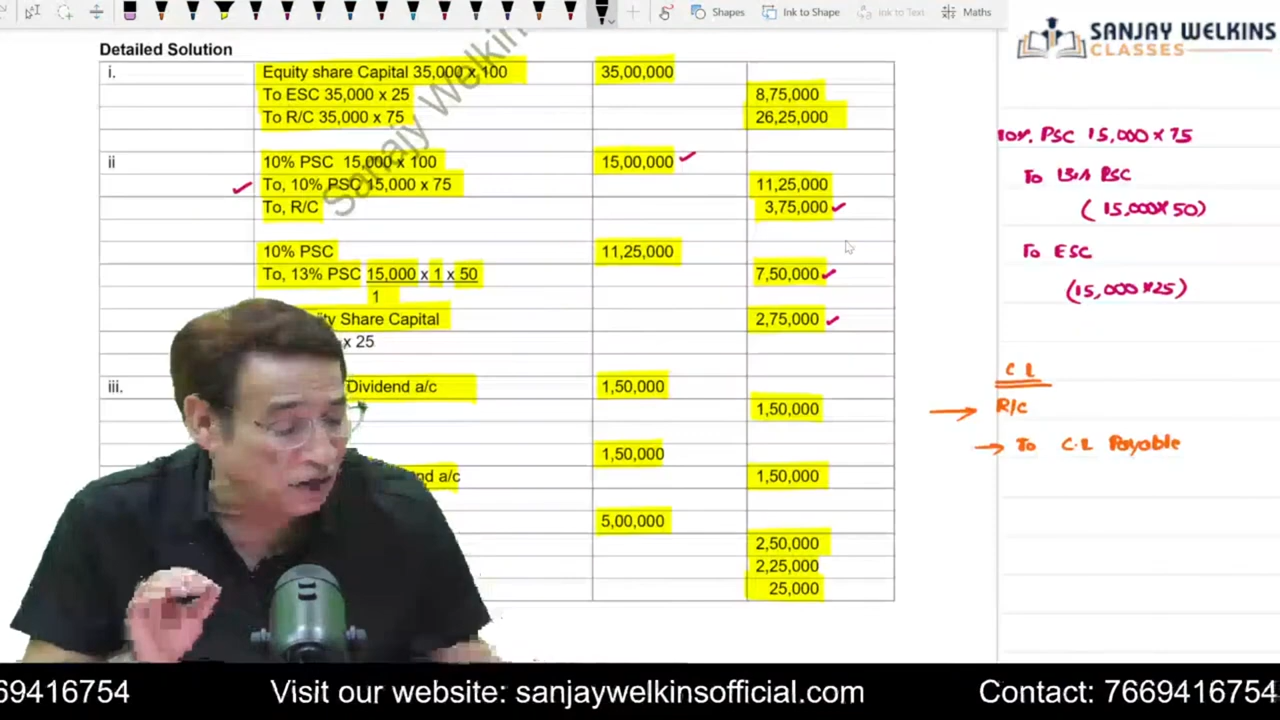 Shapes Ink to Shape Ink to Text Maths
SANJAY WELKINS
CLASSES
Sanajy Welkin
Detailed Solution
i. Equity share Capital 35,000 x 100 35,00,000
To ESC 35,000 x 25 8,75,000
To R/C 35,000 x 75 26,25,000
ii 10% PSC 15,000 x 100 15,00,000
To, 10% PSC 15,000 x 75 11,25,000
To, R/C 3,75,000
10% PSC 11,25,000
To, 13% PSC 15,000 x 1 x 50 7,50,000
1
ity Share Capital 2,75,000
x 25
iii. Dividend a/c 1,50,000
1,50,000
1,50,000
nd a/c 1,50,000
5,00,000
2,50,000
2,25,000
25,000
10%. PSC 15,000 x 75
To 13% PSC
(15,000 x 50)
To ESC
(15,000 x 25)
C L
R/C
To C.L Payable
69416754 Visit our website: sanjaywelkinsofficial.com Contact: 7669416754